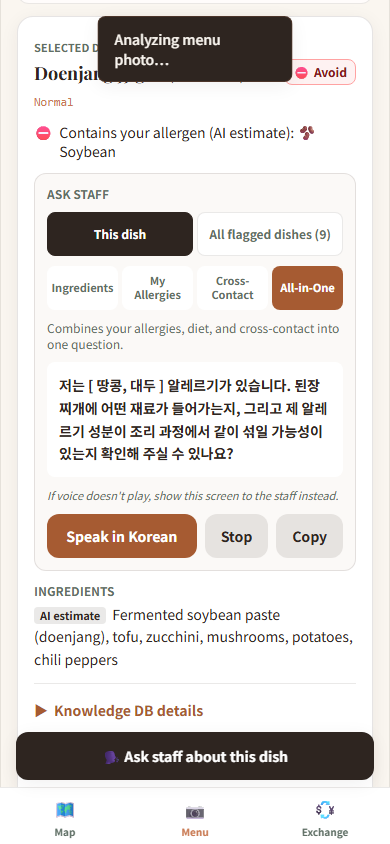 Analyzing menu
photo…
SELECTED
Avoid
Normal
Contains your allergen (AI estimate):
Soybean
ASK STAFF
This dish
All flagged dishes (9)
Ingredients
My
Allergies
Cross-
Contact
All-in-One
Combines your allergies, diet, and cross-contact into
one question.
저는 [ 땅콩, 대두 ] 알레르기가 있습니다. 된장
찌개에 어떤 재료가 들어가는지, 그리고 제 알레
르기 성분이 조리 과정에서 같이 섞일 가능성이
있는지 확인해 주실 수 있나요?
If voice doesn't play, show this screen to the staff instead.
Speak in Korean
Stop
Copy
INGREDIENTS
AI estimate Fermented soybean paste
(doenjang), tofu, zucchini, mushrooms, potatoes,
chili peppers
Knowledge DB details
Ask staff about this dish
Map
Menu
Exchange